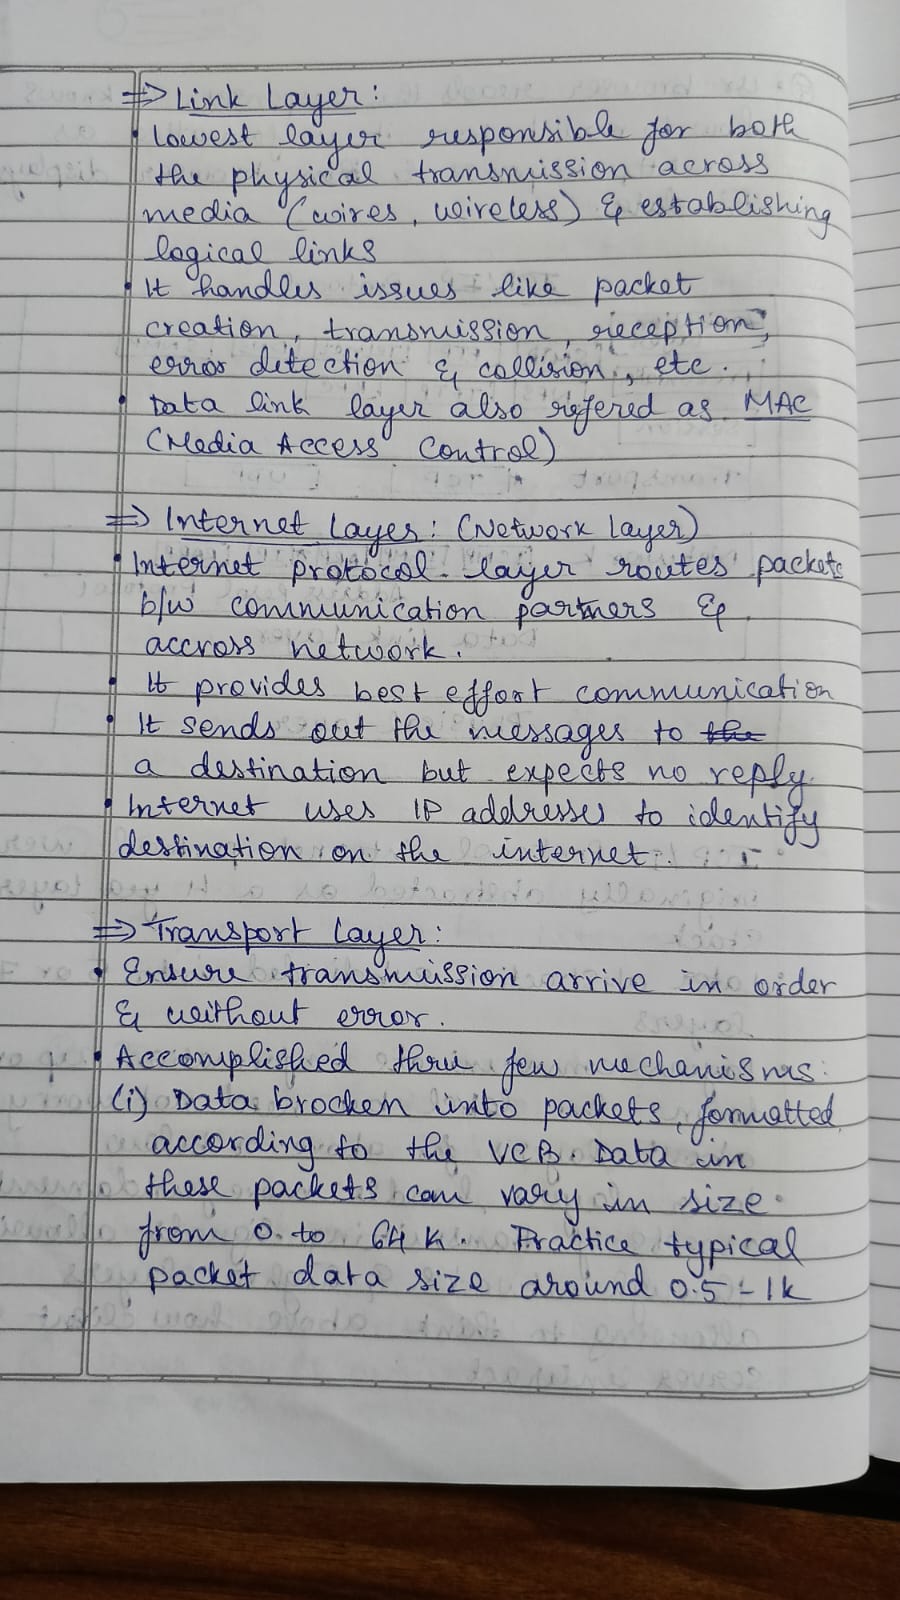 ⇒ Link Layer:
• Lowest layer responsible for both
the physical transmission across
media (wires, wireless) & establishing
logical links
• It handles issues like packet
creation, transmission, reception,
error ditection & collision, etc.
• Data link layer also refered as MAC
(Media Access Control)
⇒ Internet Layer: (Network Layer)
• Internet protocol layer routes packets
b/w communication partners &
accross network.
• It provides best effort communication
• It sends out the messages to the
a destination but expects no reply.
• Internet uses IP addresses to identify
destination on the internet.
⇒ Transport Layer:
• Ensure transmission arrive in order
& without error.
• Accomplished thru few mechanisms:
(i) Data brocken into packets, formatted
according to the VCB. Data in
these packets can vary in size
from 0 to 64 K. Practice typical
packet data size around 0.5 - 1k